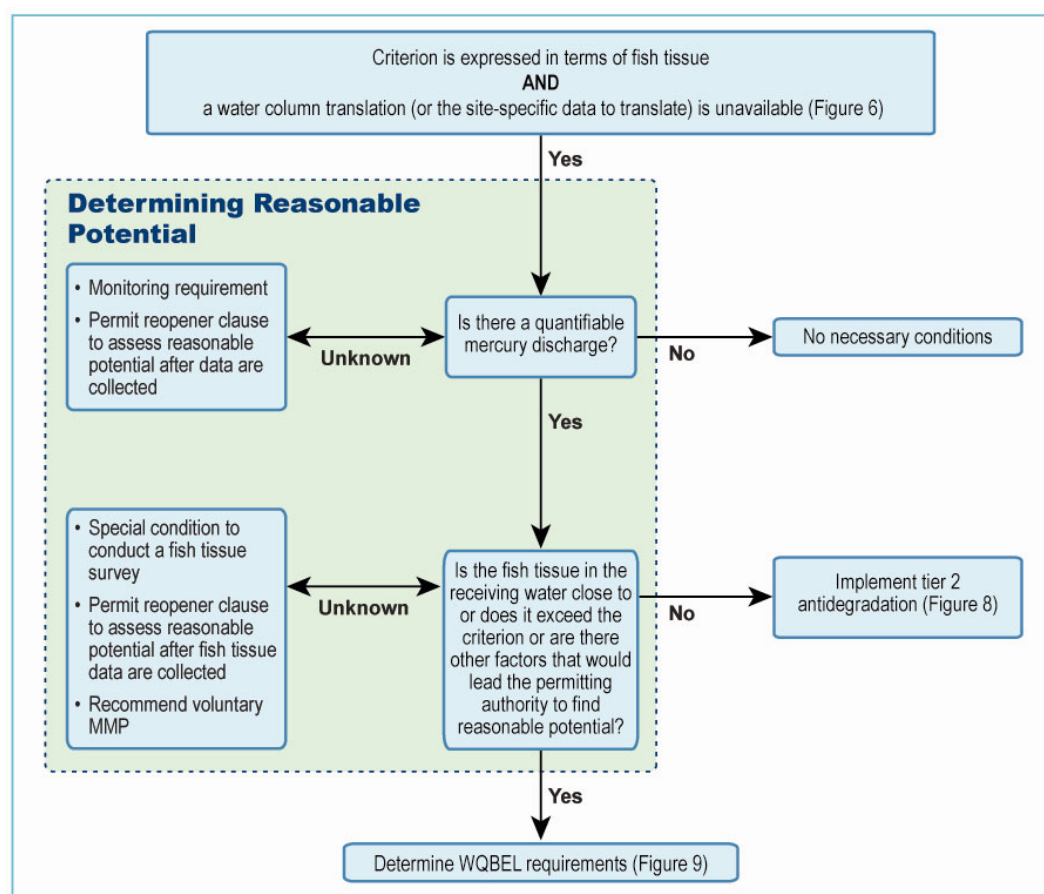 Criterion is expressed in terms of fish tissue
AND
a water column translation (or the site-specific data to translate) is unavailable (Figure 6)
Yes
Determining Reasonable
Potential
• Monitoring requirement
• Permit reopener clause
to assess reasonable
potential after data are
collected
Unknown
Is there a quantifiable
mercury discharge?
No
No necessary conditions
Yes
• Special condition to
conduct a fish tissue
survey
• Permit reopener clause
to assess reasonable
potential after fish tissue
data are collected
• Recommend voluntary
MMP
Unknown
Is the fish tissue in the
receiving water close to
or does it exceed the
criterion or are there
other factors that would
lead the permitting
authority to find
reasonable potential?
No
Implement tier 2
antidegradation (Figure 8)
Yes
Determine WQBEL requirements (Figure 9)